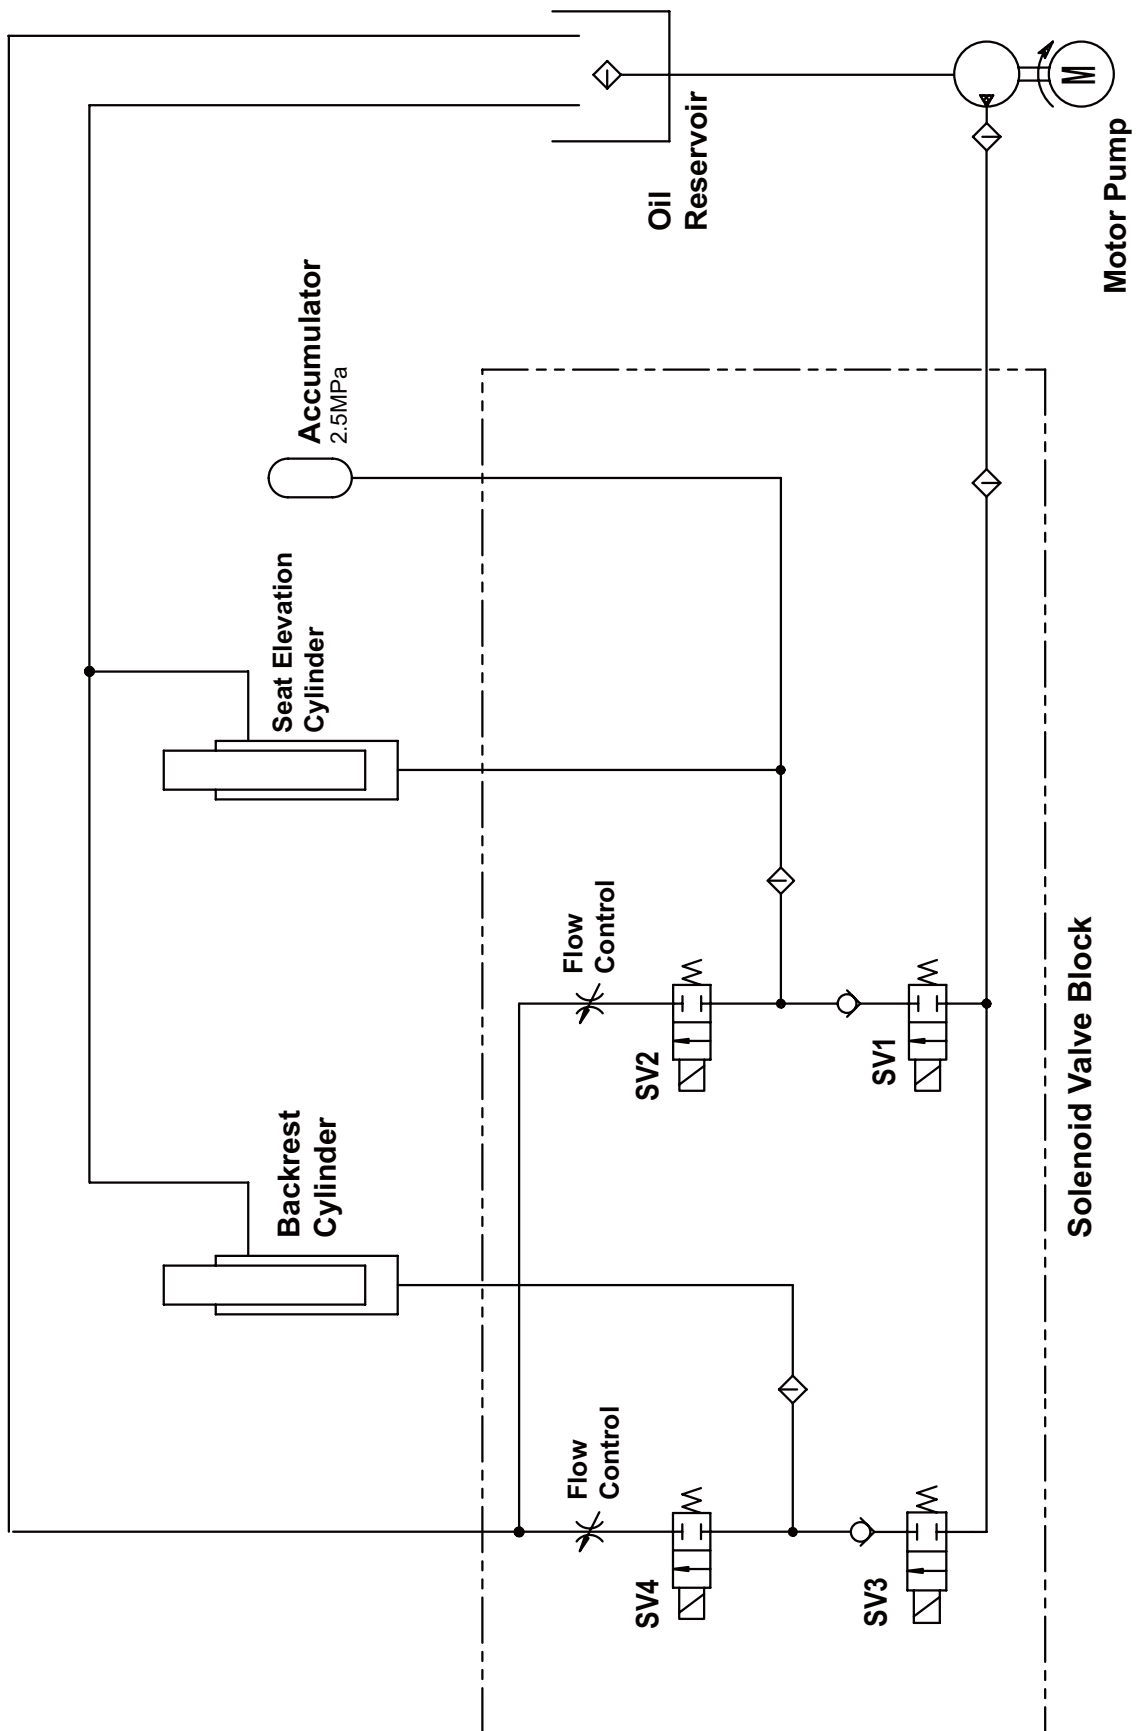 Oil
Reservoir
M
Motor Pump
Accumulator
2.5MPa
Seat Elevation
Cylinder
Backrest
Cylinder
Flow
Control
SV2
SV1
Flow
Control
SV4
SV3
Solenoid Valve Block